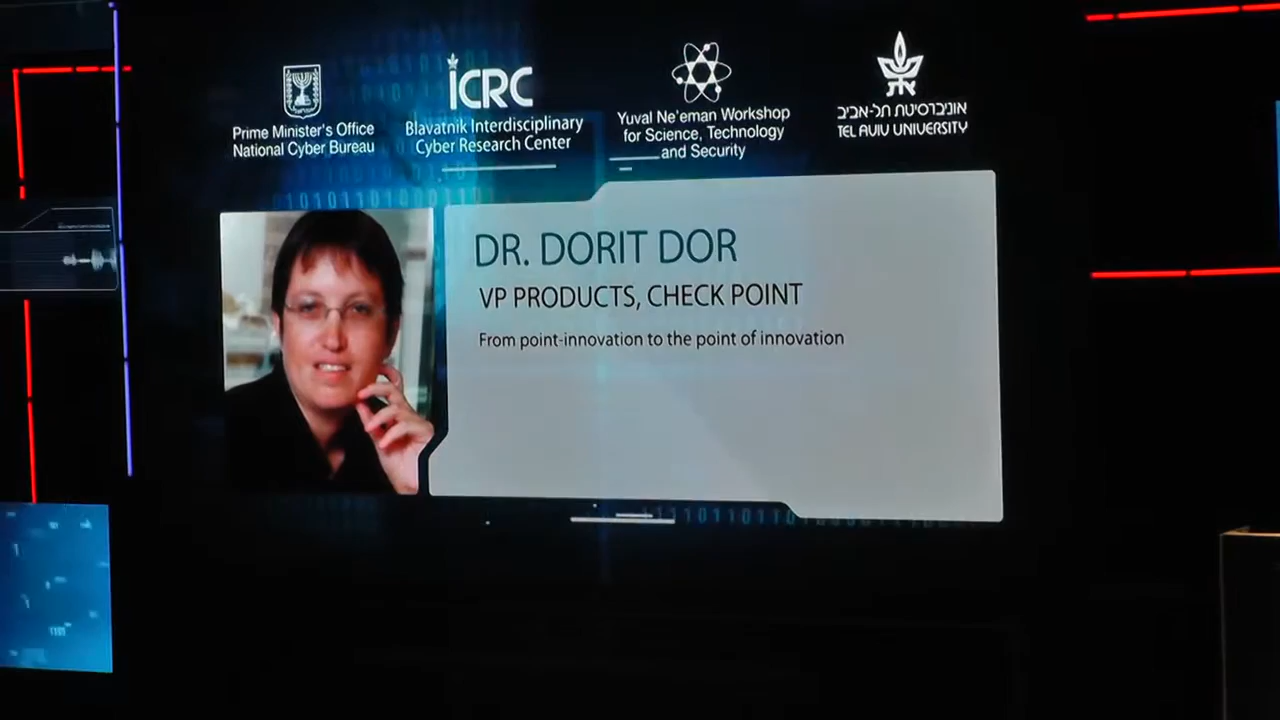 Prime Minister's Office
National Cyber Bureau
ICRC
Blavatnik Interdisciplinary
Cyber Research Center
Yuval Ne'eman Workshop
for Science, Technology
and Security
אוניברסיטת תל-אביב
TEL AVIV UNIVERSITY
DR. DORIT DOR
VP PRODUCTS, CHECK POINT
From point-innovation to the point of innovation